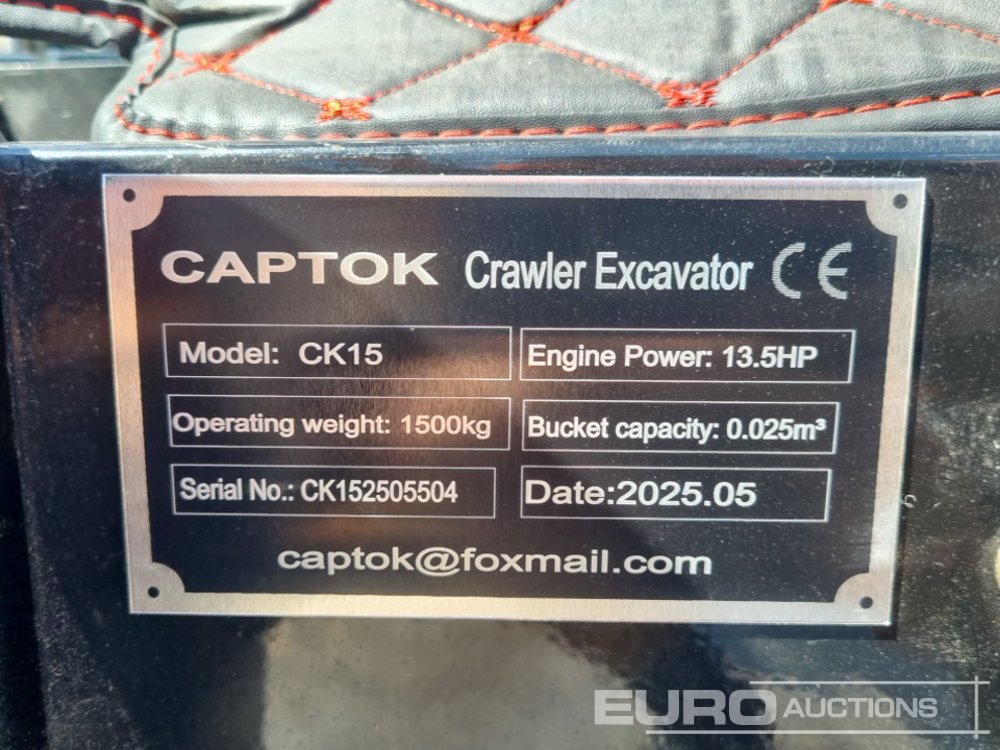 CAPTOK Crawler Excavator CE
Model: CK15
Engine Power: 13.5HP
Operating weight: 1500kg
Bucket capacity: 0.025m³
Serial No.: CK152505504
Date:2025.05
captok@foxmail.com
EURO AUCTIONS